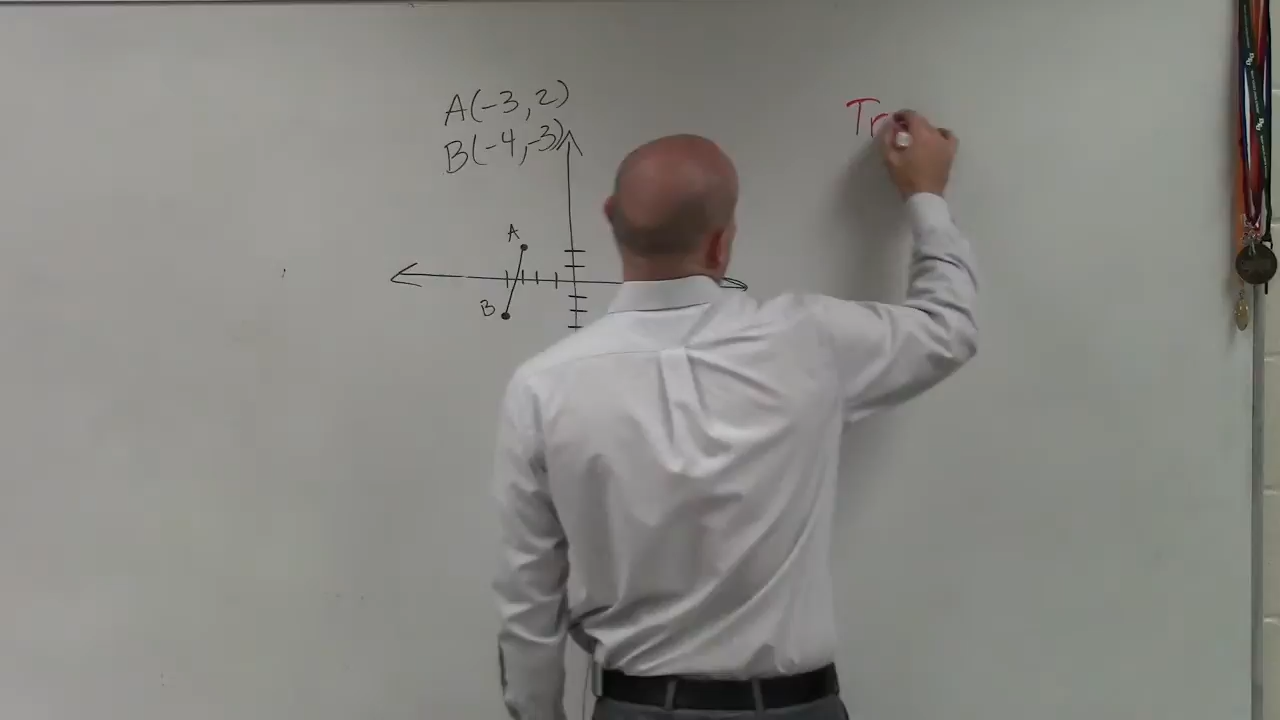 A(-3, 2)
B(-4, -3)
Tr
A
B